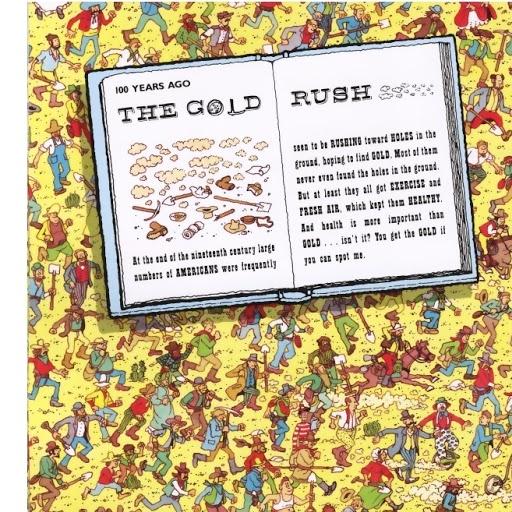 100 YEARS AGO
THE GOLD RUSH
At the end of the nineteenth century large
numbers of AMERICANS were frequently
seen to be RUSHING toward HOLES in the
ground, hoping to find GOLD. Most of them
never even found the holes in the ground.
But at least they all got EXERCISE and
FRESH AIR, which kept them HEALTHY.
And health is more important than
GOLD . . . isn't it? You get the GOLD if
you can spot me.